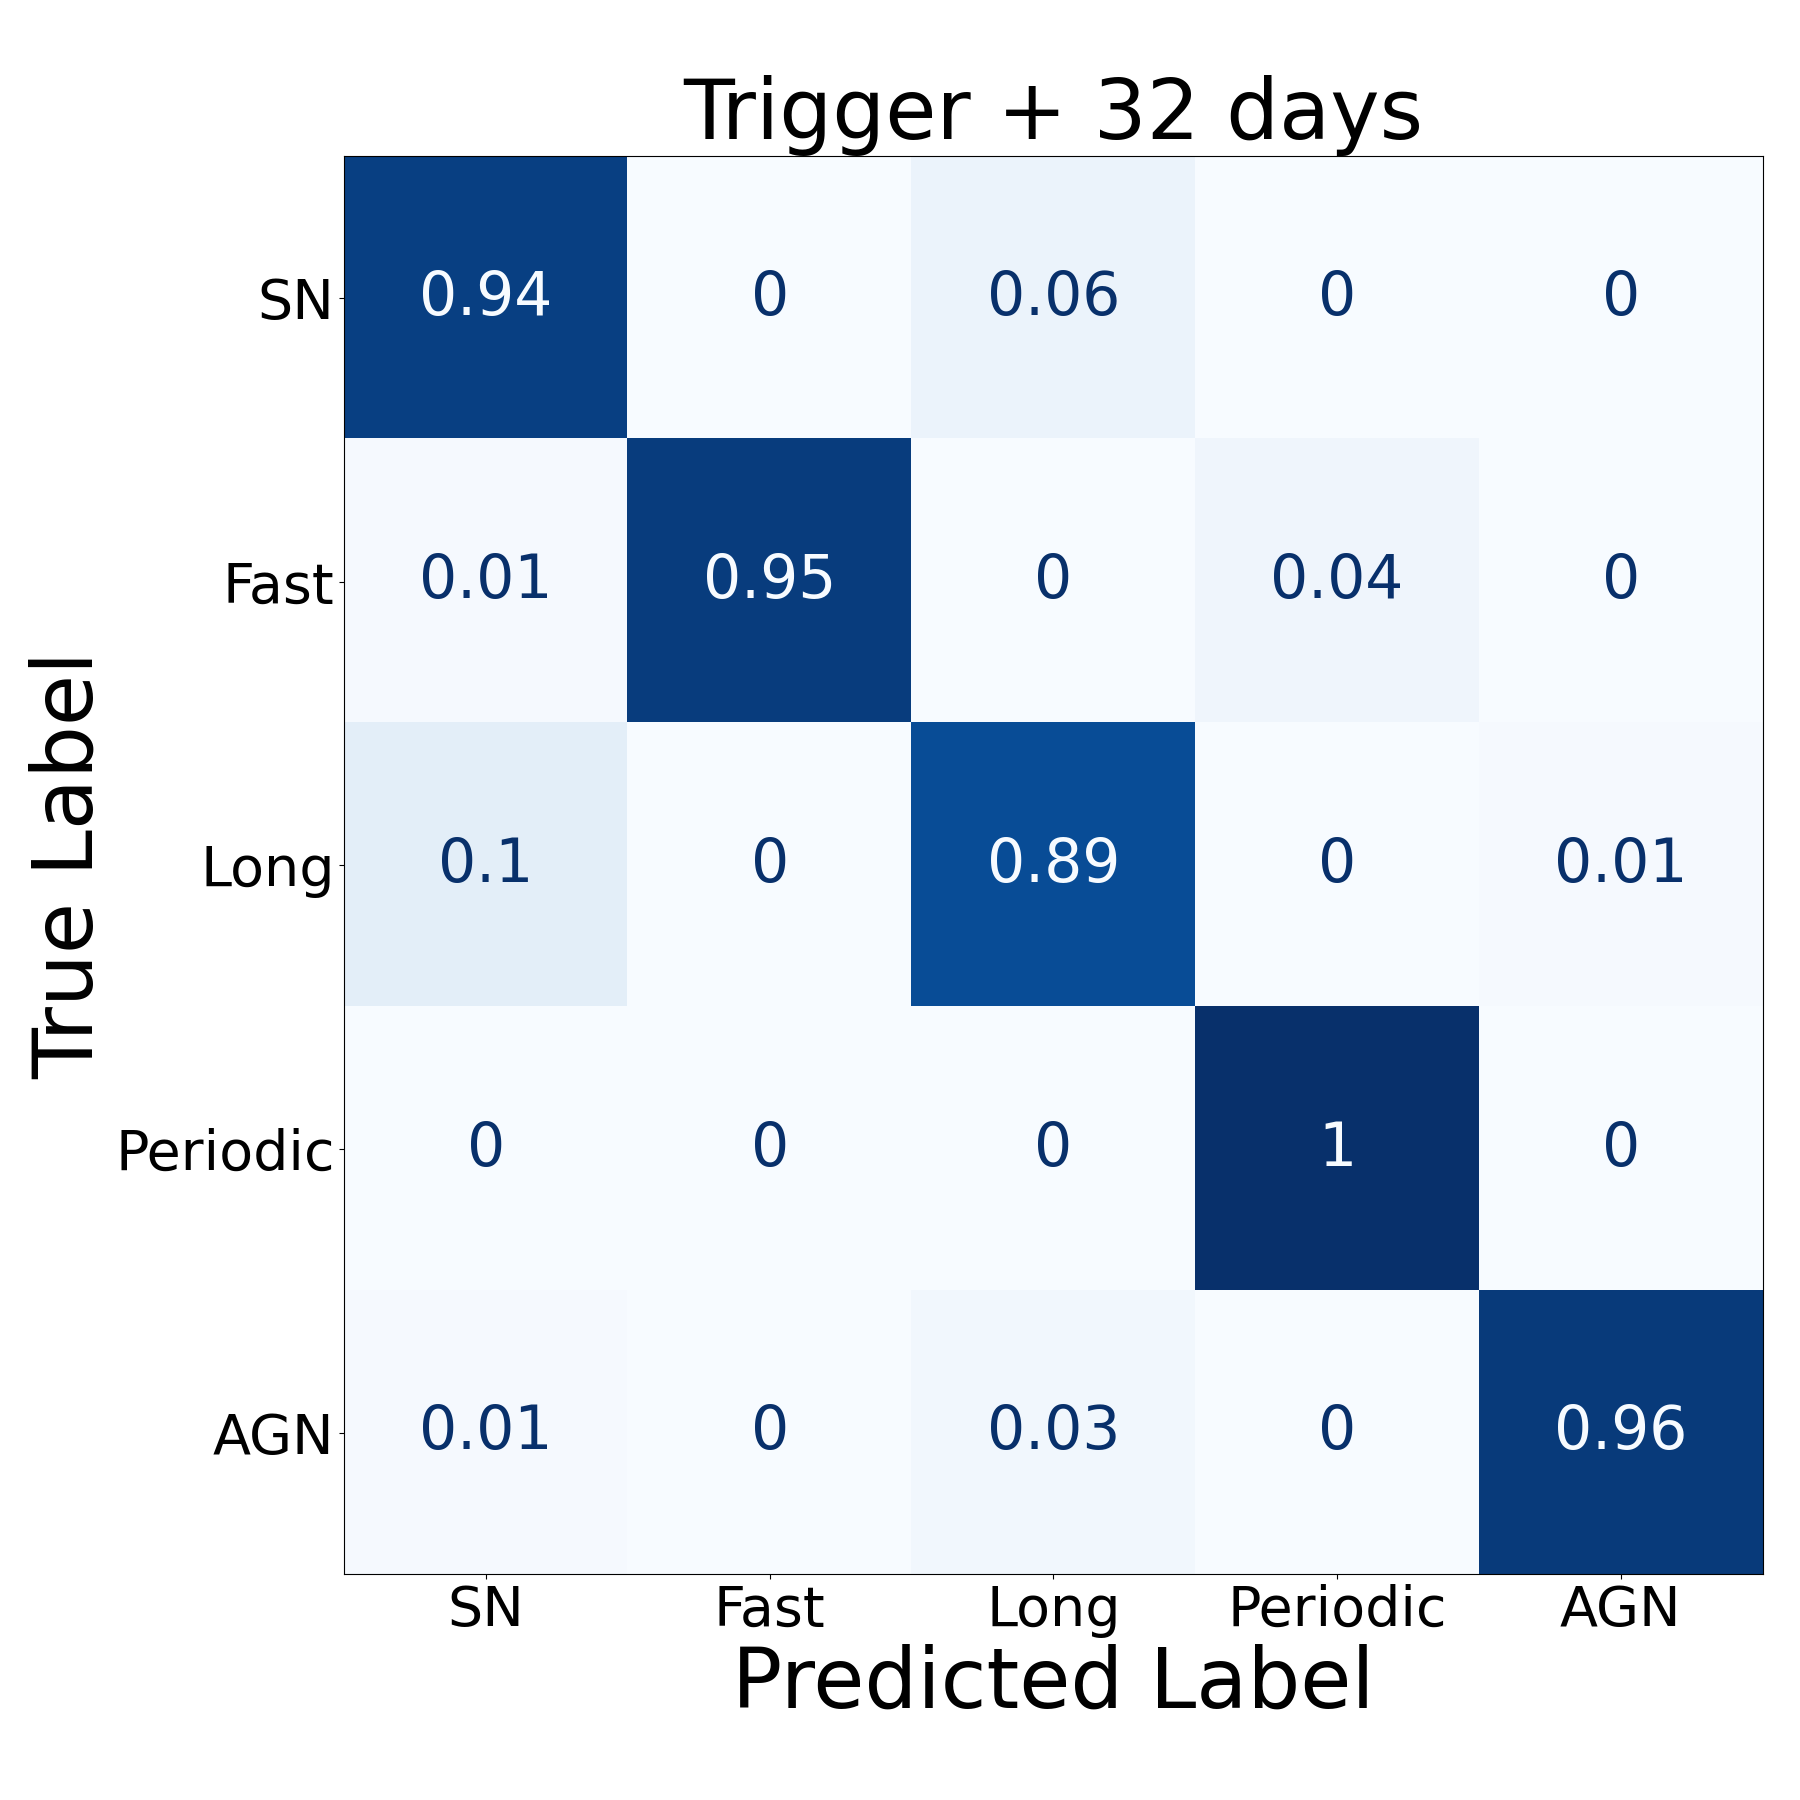 Trigger + 32 days
True Label
SN 0.94 0 0.06 0 0
Fast 0.01 0.95 0 0.04 0
Long 0.1 0 0.89 0 0.01
Periodic 0 0 0 1 0
AGN 0.01 0 0.03 0 0.96
SN Fast Long Periodic AGN
Predicted Label